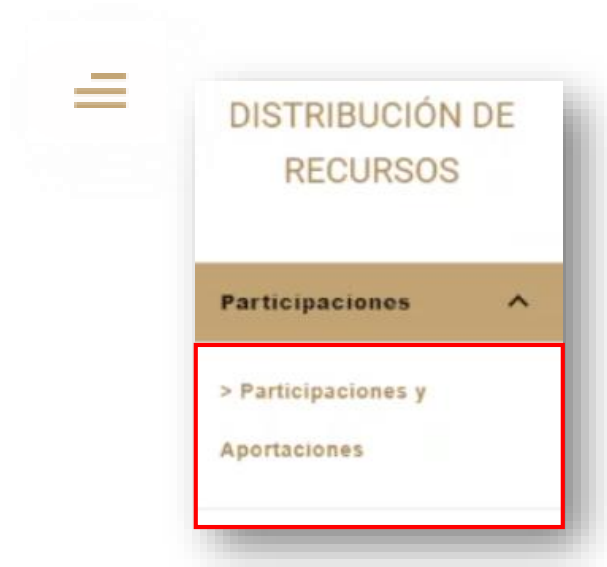 DISTRIBUCIÓN DE
RECURSOS
Participaciones
> Participaciones y
Aportaciones